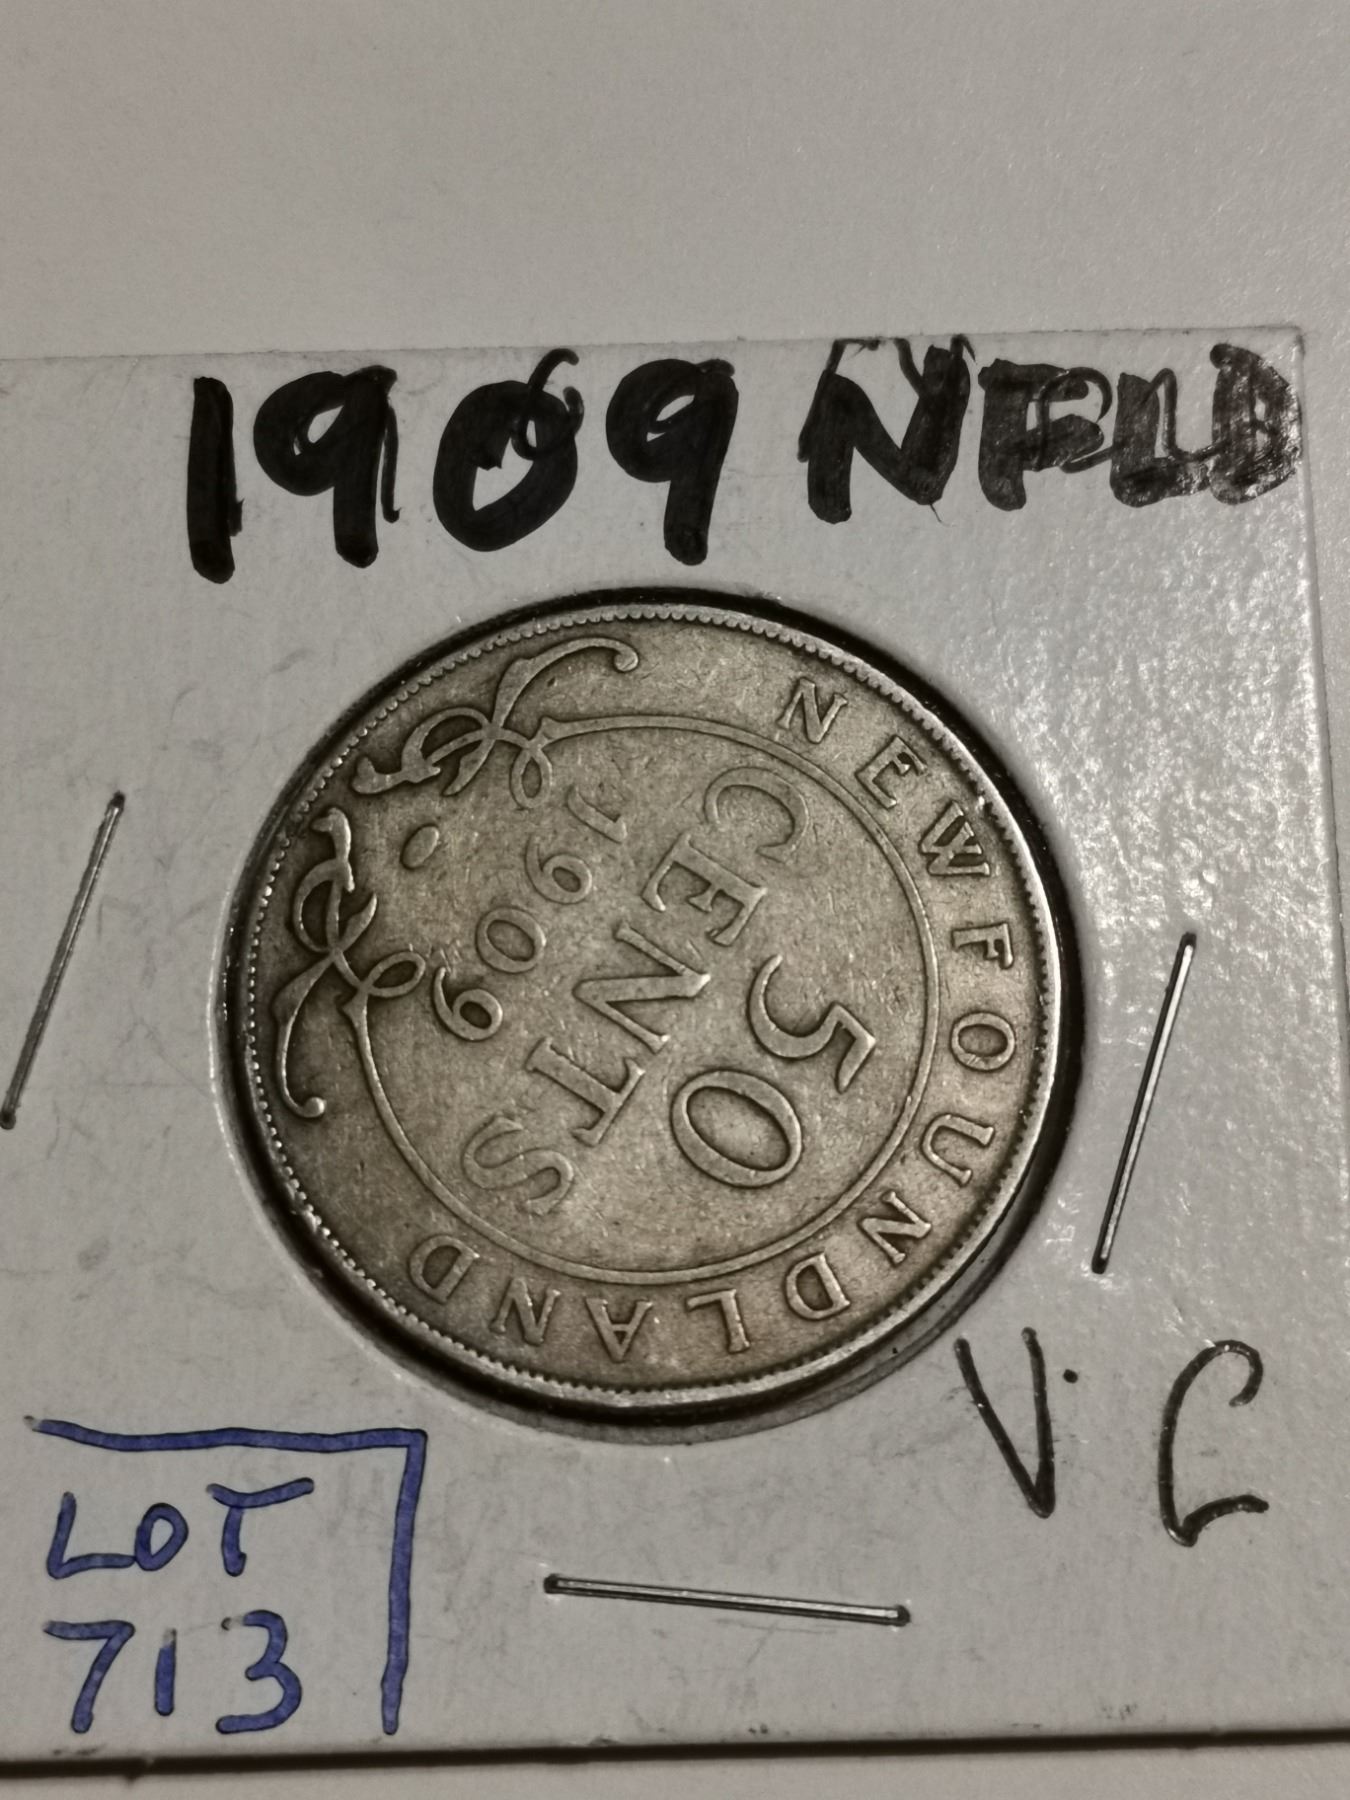 1909 NFLD
NEWFOUNDLAND
50
CENTS
1909
V. G
LOT
713